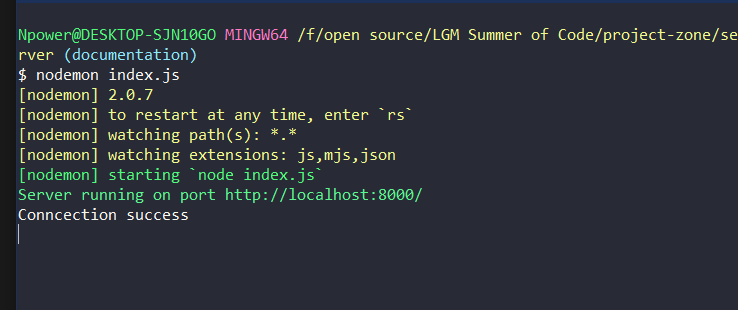 Npower@DESKTOP-SJN10GO MINGW64 /f/open source/LGM Summer of Code/project-zone/se
rver (documentation)
$ nodemon index.js
[nodemon] 2.0.7
[nodemon] to restart at any time, enter `rs`
[nodemon] watching path(s): *.*
[nodemon] watching extensions: js,mjs,json
[nodemon] starting `node index.js`
Server running on port http://localhost:8000/
Conncection success